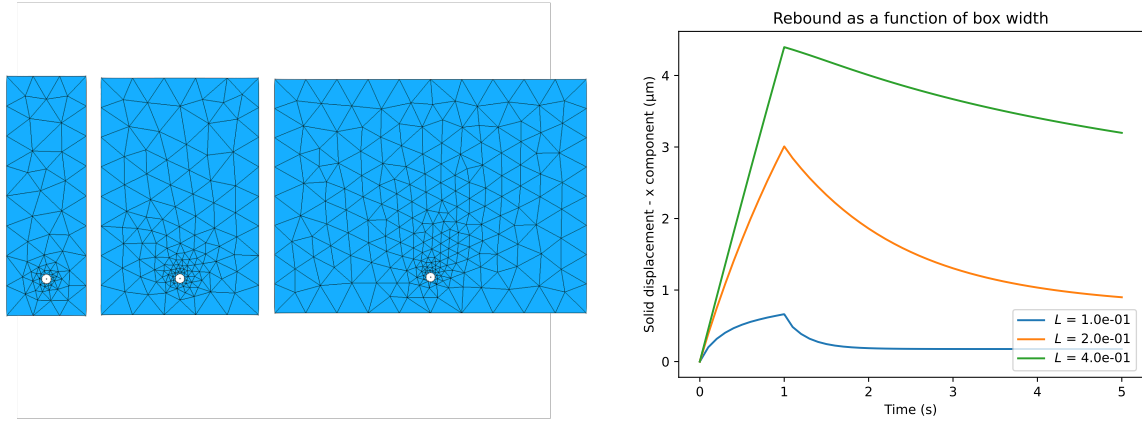 Rebound as a function of box width
Solid displacement - x component (μm)
4
3
2
1
0
L = 1.0e-01
L = 2.0e-01
L = 4.0e-01
0 1 2 3 4 5
Time (s)